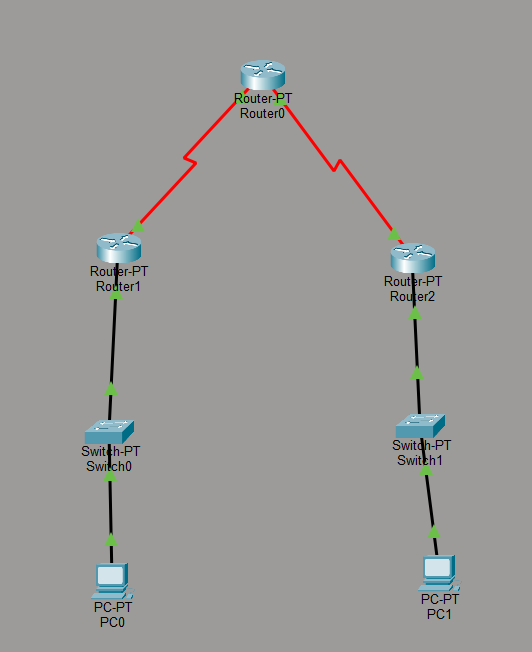 Router-PT
Router0
Router-PT
Router1
Router-PT
Router2
Switch-PT
Switch0
Switch-PT
Switch1
PC-PT
PC0
PC-PT
PC1